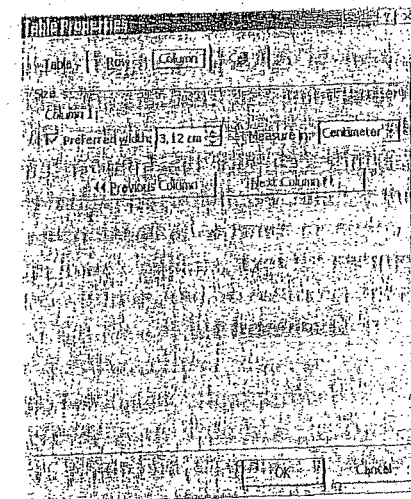 Table Properties
Table Row Column Cell
Size
Column 1
Preferred width: 3,12 cm Measure in: Centimeter
Previous Column Next Column
OK Cancel